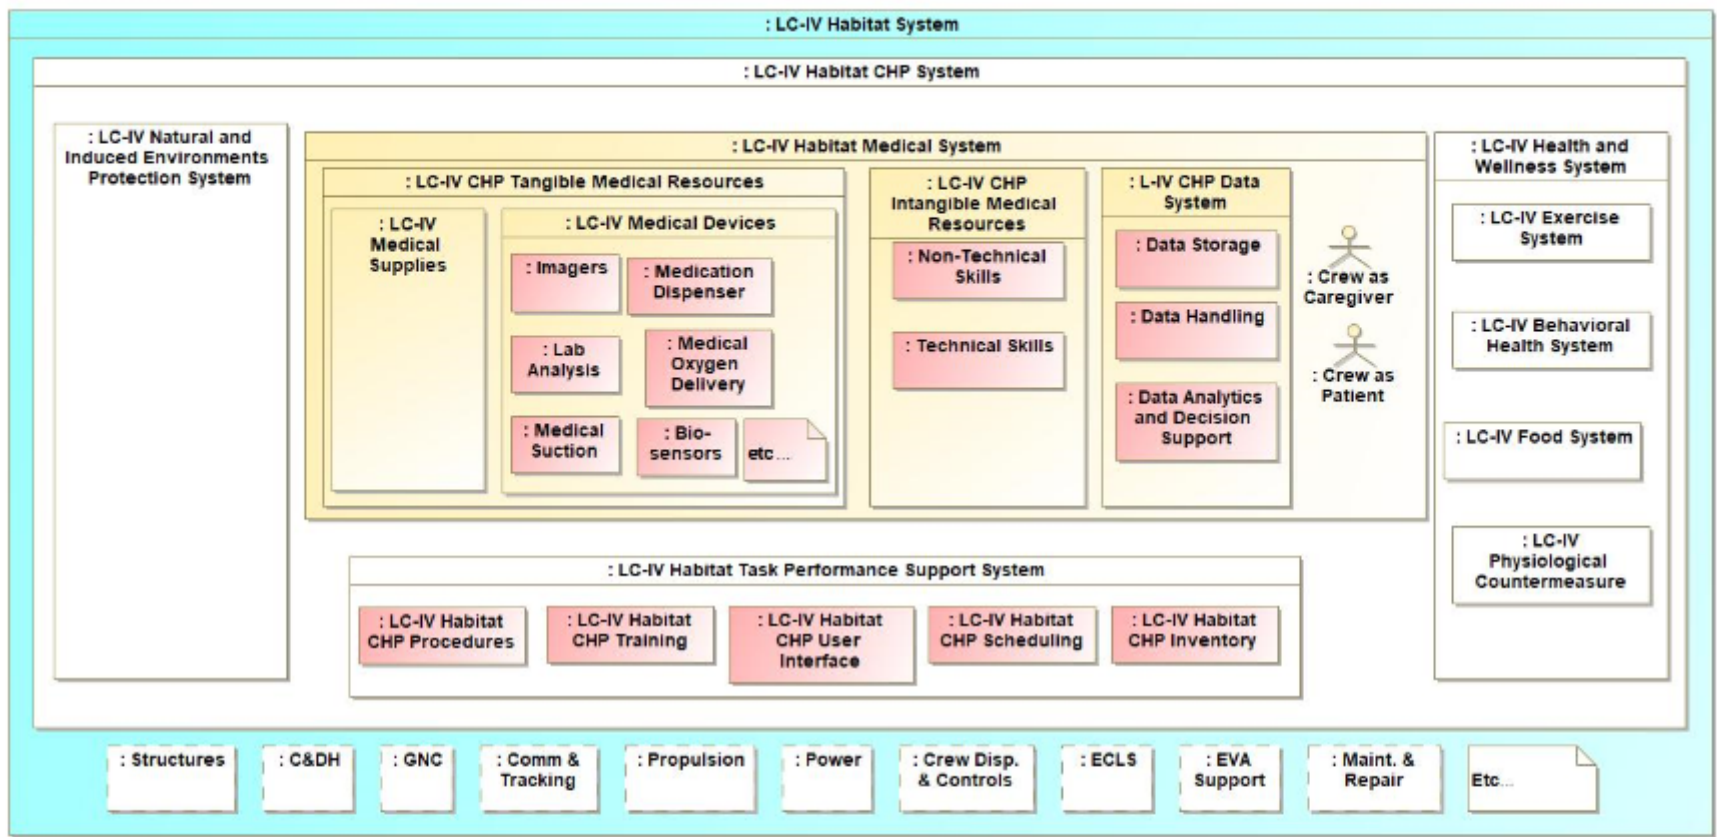 : LC-IV Habitat System
: LC-IV Habitat CHP System
: LC-IV Natural and
Induced Environments
Protection System
: LC-IV Habitat Medical System
: LC-IV CHP Tangible Medical Resources
: LC-IV
Medical
Supplies
: LC-IV Medical Devices
: Imagers
: Medication
Dispenser
: Lab
Analysis
: Medical
Oxygen
Delivery
: Medical
Suction
: Bio-
sensors
etc...
: LC-IV CHP
Intangible Medical
Resources
: Non-Technical
Skills
: Technical Skills
: L-IV CHP Data
System
: Data Storage
: Data Handling
: Data Analytics
and Decision
Support
: Crew as
Caregiver
: Crew as
Patient
: LC-IV Health and
Wellness System
: LC-IV Exercise
System
: LC-IV Behavioral
Health System
: LC-IV Food System
: LC-IV
Physiological
Countermeasure
: LC-IV Habitat Task Performance Support System
: LC-IV Habitat
CHP Procedures
: LC-IV Habitat
CHP Training
: LC-IV Habitat
CHP User
Interface
: LC-IV Habitat
CHP Scheduling
: LC-IV Habitat
CHP Inventory
: Structures
: C&DH
: GNC
: Comm &
Tracking
: Propulsion
: Power
: Crew Disp.
& Controls
: ECLS
: EVA
Support
: Maint. &
Repair
Etc...